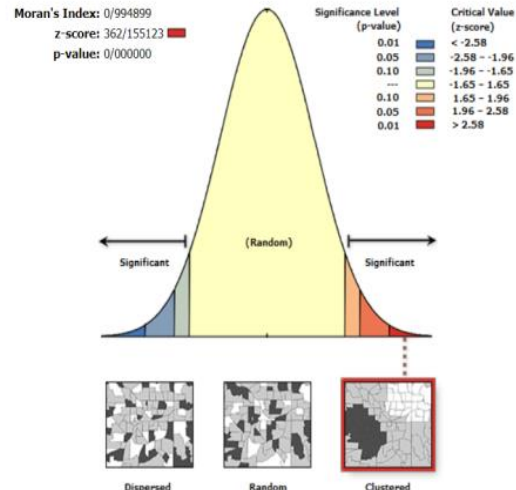 Moran's Index: 0/994899
z-score: 362/155123
p-value: 0/000000
Significance Level
(p-value)
Critical Value
(z-score)
0.01 < -2.58
0.05 -2.58 – -1.96
0.10 -1.96 – -1.65
--- -1.65 – 1.65
0.10 1.65 – 1.96
0.05 1.96 – 2.58
0.01 > 2.58
(Random)
Significant
Significant
Dispersed
Random
Clustered